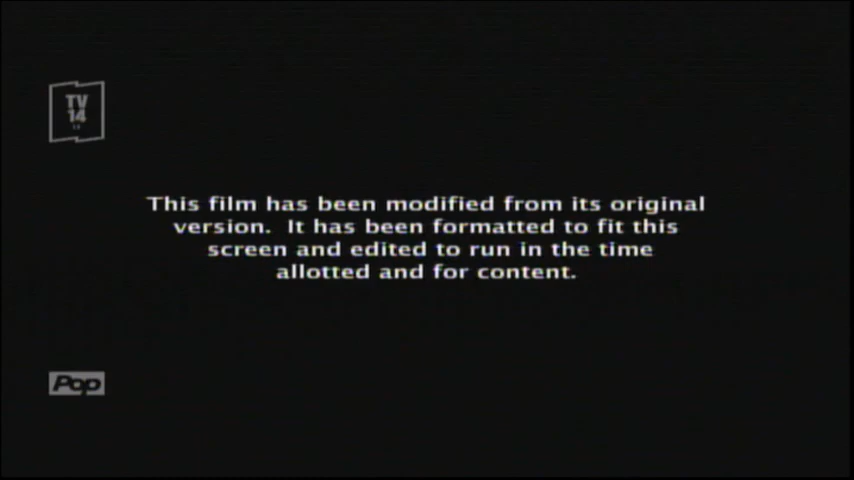 TV
14
This film has been modified from its original
version. It has been formatted to fit this
screen and edited to run in the time
allotted and for content.
Pop